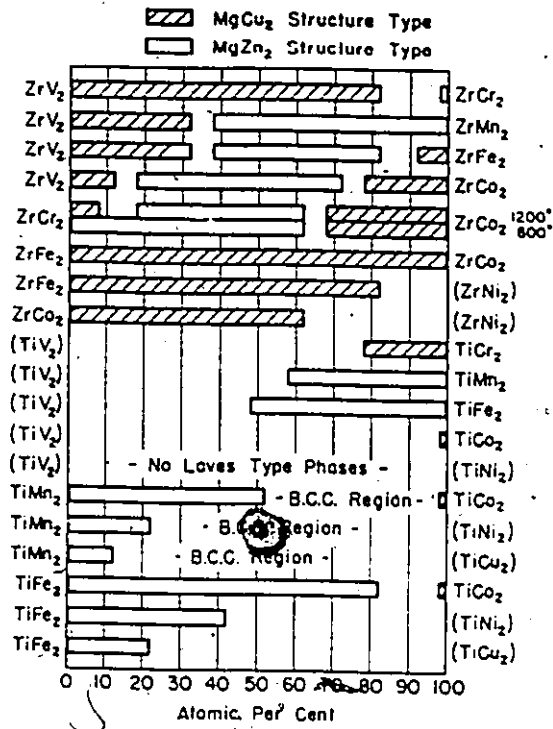 MgCu₂ Structure Type
MgZn₂ Structure Type
ZrV₂ ZrCr₂
ZrV₂ ZrMn₂
ZrV₂ ZrFe₂
ZrV₂ ZrCo₂
ZrCr₂ ZrCo₂ 1200° 800°
ZrFe₂ ZrCo₂
ZrFe₂ (ZrNi₂)
ZrCo₂ (ZrNi₂)
(TiV₂) TiCr₂
(TiV₂) TiMn₂
(TiV₂) TiFe₂
(TiV₂) TiCo₂
(TiV₂) - No Laves Type Phases - (TiNi₂)
TiMn₂ - B.C.C. Region - TiCo₂
TiMn₂ - B.C. Region - (TiNi₂)
TiMn₂ - B.C.C. Region - (TiCu₂)
TiFe₂ TiCo₂
TiFe₂ (TiNi₂)
TiFe₂ (TiCu₂)
0 10 20 30 40 50 60 70 80 90 100
Atomic Per Cent